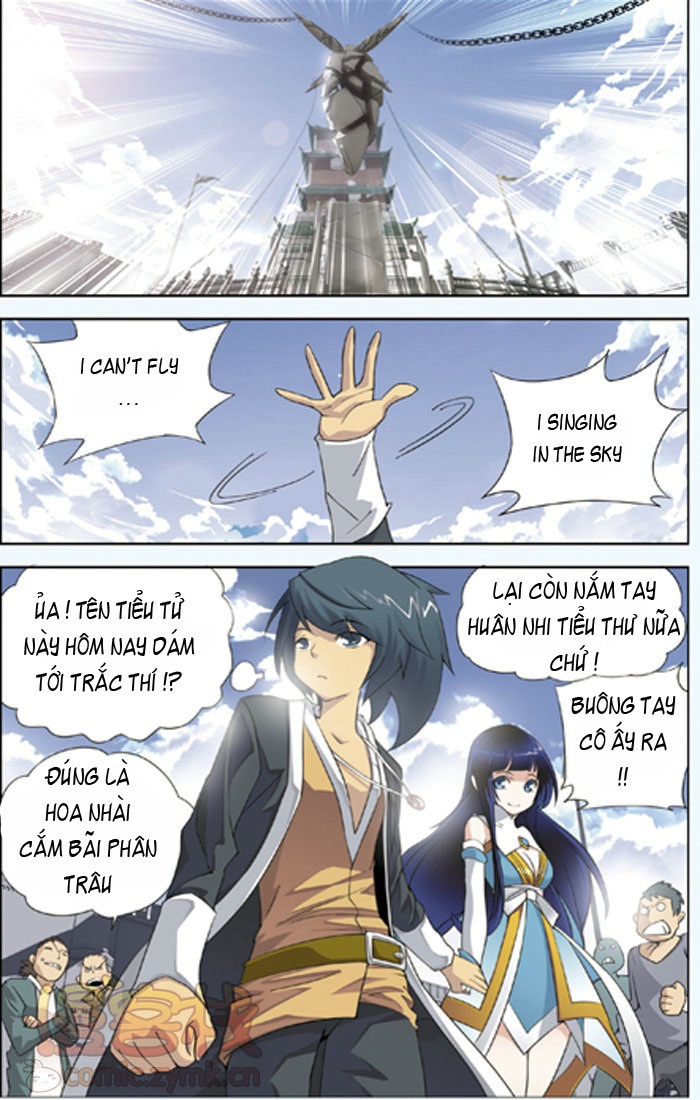 I CAN'T FLY
...
I SINGING
IN THE SKY
ỦA ! TÊN TIỂU TỬ
NÀY HÔM NAY DÁM
TỚI TRẮC THÍ !?
LẠI CÒN NẮM TAY
HUÂN NHI TIỂU THƯ NỮA
CHỨ !
BUÔNG TAY
CÔ ẤY RA
!!
ĐÚNG LÀ
HOA NHÀI
CẮM BÃI PHÂN
TRÂU
comic.zymk.cn